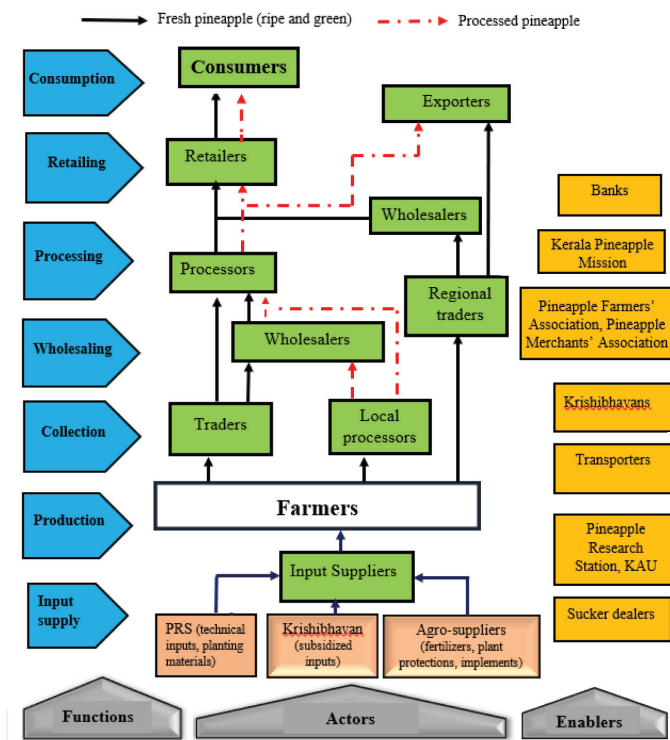 Fresh pineapple (ripe and green)
Processed pineapple
Consumption
Consumers
Exporters
Retailing
Retailers
Banks
Wholesalers
Kerala Pineapple
Mission
Processing
Processors
Regional
traders
Pineapple Farmers'
Association, Pineapple
Merchants' Association
Wholesaling
Wholesalers
Collection
Traders
Local
processors
Krishibhavans
Transporters
Production
Farmers
Pineapple
Research
Station, KAU
Input
supply
Input Suppliers
PRS (technical
inputs, planting
materials)
Krishibhavan
(subsidized
inputs)
Agro-suppliers
(fertilizers, plant
protections, implements)
Sucker dealers
Functions
Actors
Enablers